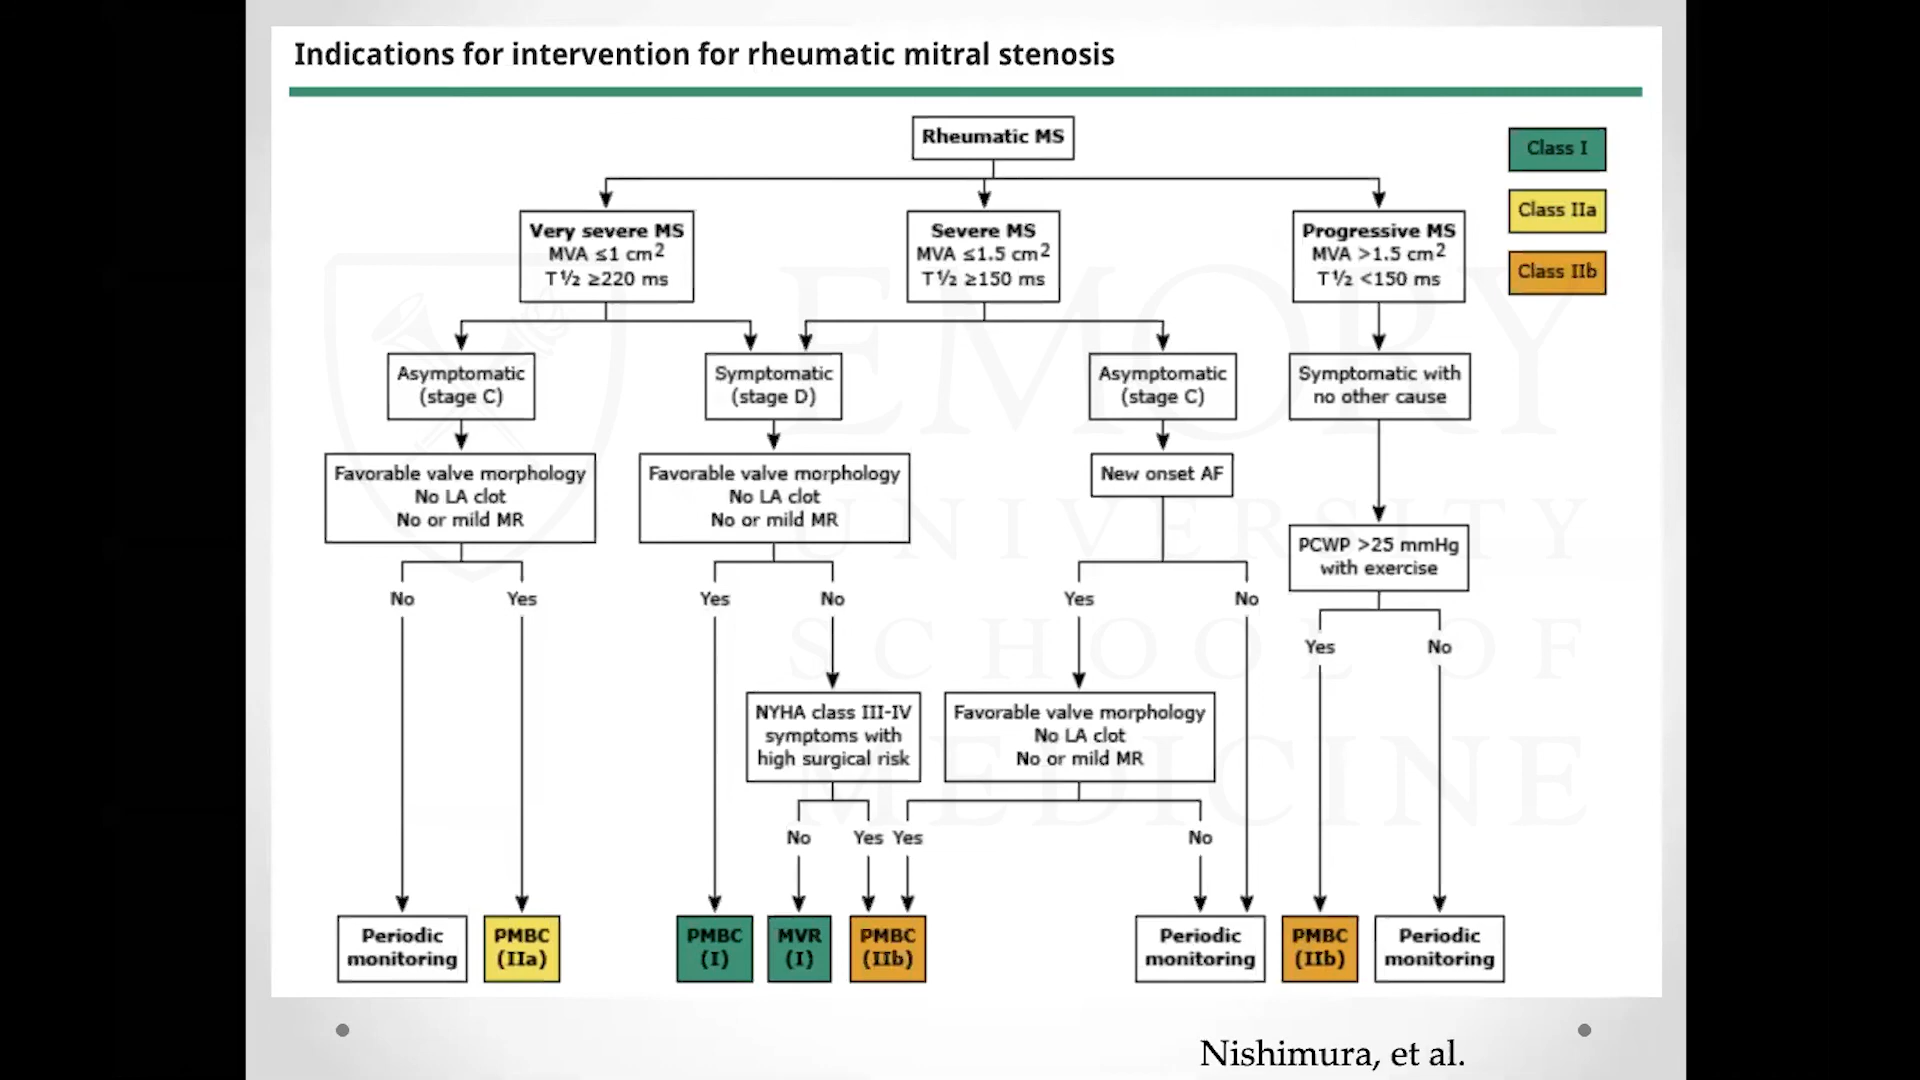 Indications for intervention for rheumatic mitral stenosis
Rheumatic MS
Class I
Class IIa
Class IIb
Very severe MS
MVA ≤1 cm²
T½ ≥220 ms
Severe MS
MVA ≤1.5 cm²
T½ ≥150 ms
Progressive MS
MVA >1.5 cm²
T½ <150 ms
Asymptomatic
(stage C)
Symptomatic
(stage D)
Asymptomatic
(stage C)
Symptomatic with
no other cause
Favorable valve morphology
No LA clot
No or mild MR
Favorable valve morphology
No LA clot
No or mild MR
New onset AF
PCWP >25 mmHg
with exercise
No
Yes
Yes
No
Yes
No
Yes
No
NYHA class III-IV
symptoms with
high surgical risk
Favorable valve morphology
No LA clot
No or mild MR
No
Yes
Yes
No
Periodic
monitoring
PMBC
(IIa)
PMBC
(I)
MVR
(I)
PMBC
(IIb)
Periodic
monitoring
PMBC
(IIb)
Periodic
monitoring
EMORY
UNIVERSITY
SCHOOL OF
MEDICINE
Nishimura, et al.